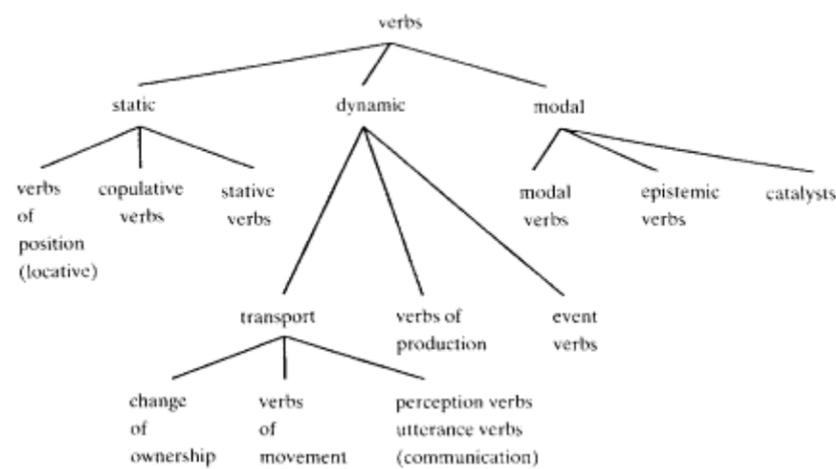 verbs
static dynamic modal
verbs of position (locative)
copulative verbs
stative verbs
modal verbs
epistemic verbs
catalysts
transport
verbs of production
event verbs
change of ownership
verbs of movement
perception verbs
utterance verbs
(communication)